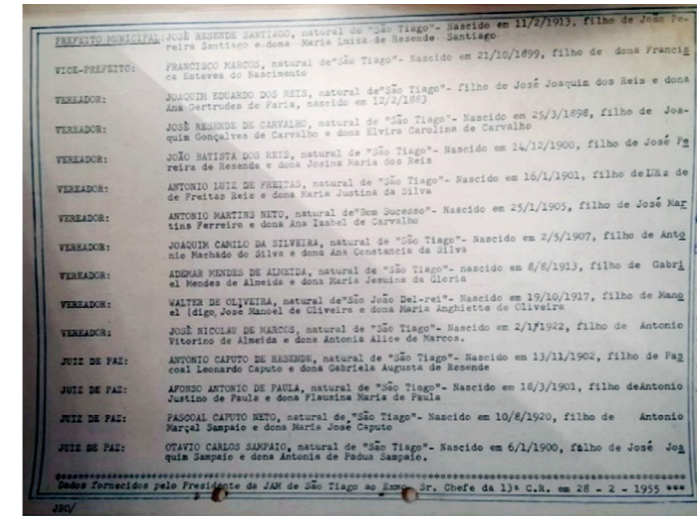 PREFEITO MUNICIPAL: JOSÉ RESENDE SANTIAGO, natural de "São Tiago"- Nascido em 11/2/1913, filho de João Pe-
reira Santiago e dona Maria Luiza de Resende Santiago
VICE-PREFEITO: FRANCISCO MARCOS, natural de "São Tiago"- Nascido em 21/10/1899, filho de dona Francis
ca Esteves do Nascimento
VEREADOR: JOAQUIM EDUARDO DOS REIS, natural de"São Tiago"- filho de José Joaquim dos Reis e dona
Ana Gertrudes de Faria, nascido em 12/2/1883
VEREADOR: JOSÉ RESENDE DE CARVALHO, natural de "São Tiago"- Nascido em 25/3/1898, filho de Joa-
quim Gonçalves de Carvalho e dona Elvira Carolina de Carvalho
VEREADOR: JOÃO BATISTA DOS REIS, natural de "São Tiago"- Nascido em 14/12/1900, filho de José Pe
reira de Resende e dona Josina Maria dos Reis
VEREADOR: ANTONIO LUIZ DE FREITAS, natural de "São Tiago"- Nascido em 16/1/1901, filho de Luiz de
de Freitas Reis e dona Maria Justina da Silva
VEREADOR: ANTONIO MARTINS NETO, natural de"Bom Sucesso"- Nascido em 25/1/1905, filho de José Mar
tins Ferreira e dona Ana Izabel de Carvalho
VEREADOR: JOAQUIM CAMILO DA SILVEIRA, natural de "São Tiago"- Nascido em 2/5/1907, filho de Anto
nio Machado do Silva e dona Ana Constancia da Silva
VEREADOR: ADEMAR MENDES DE ALMEIDA, natural de "São Tiago"- nascido em 8/8/1913, filho de Gabri
el Mendes de Almeida e dona Maria Jesuina da Gloria
VEREADOR: WALTER DE OLIVEIRA, natural de"São João Del-rei"- Nascido em 19/10/1917, filho de Mano
el (digo, Jose Manoel de Oliveira e dona Maria Anghiette de Oliveira
VEREADOR: JOSÉ NICOLAU DE MARCOS, natural de "São Tiago"- Nascido em 2/1/1922, filho de Antonio
Vitorino de Almeida e dona Antonia Alice de Marcos.
JUIZ DE PAZ: ANTONIO CAPUTO DE RESENDE, natural de "São Tiago"- Nascido em 13/11/1902, filho de Pas
coal Leonardo Caputo e dona Gabriela Augusta de Resende
JUIZ DE PAZ: AFONSO ANTONIO DE PAULA, natural de "São Tiago"- Nascido em 18/3/1901, filho deAntonio
Justino de Paula e dona Flausina Maria de Paula
JUIZ DE PAZ: PASCOAL CAPUTO NETO, natural de "São Tiago"- Nascido em 10/8/1920, filho de Antonio
Marçal Sampaio e dona Maria José Caputo
JUIZ DE PAZ: OTAVIO CARLOS SAMPAIO, natural de "São Tiago"- Nascido em 6/1/1900, filho de José Joa
quim Sampaio e dona Antonia de Padua Sampaio.
Dados fornecidos pelo Presidente da JAM de São Tiago ao Exmo. Sr. Chefe da 13ª C.R. em 28 - 2 - 1955 ***
JBO/